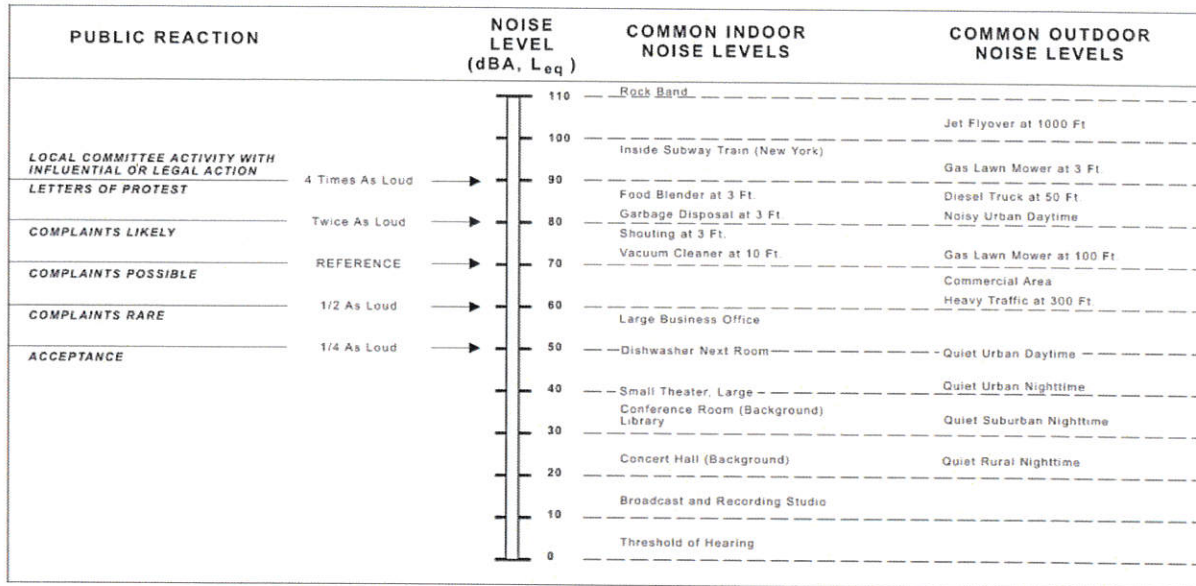 PUBLIC REACTION
NOISE
LEVEL
(dBA, Leq)
COMMON INDOOR
NOISE LEVELS
COMMON OUTDOOR
NOISE LEVELS
110
Rock Band
Jet Flyover at 1000 Ft
100
Inside Subway Train (New York)
LOCAL COMMITTEE ACTIVITY WITH
INFLUENTIAL OR LEGAL ACTION
Gas Lawn Mower at 3 Ft.
4 Times As Loud
90
LETTERS OF PROTEST
Food Blender at 3 Ft.
Diesel Truck at 50 Ft.
Garbage Disposal at 3 Ft.
Noisy Urban Daytime
Twice As Loud
80
COMPLAINTS LIKELY
Shouting at 3 Ft.
Vacuum Cleaner at 10 Ft.
Gas Lawn Mower at 100 Ft.
REFERENCE
70
COMPLAINTS POSSIBLE
Commercial Area
Heavy Traffic at 300 Ft
1/2 As Loud
60
COMPLAINTS RARE
Large Business Office
1/4 As Loud
50
Dishwasher Next Room
Quiet Urban Daytime
ACCEPTANCE
40
Small Theater, Large
Quiet Urban Nighttime
Conference Room (Background)
Library
Quiet Suburban Nighttime
30
Concert Hall (Background)
Quiet Rural Nighttime
20
Broadcast and Recording Studio
10
Threshold of Hearing
0